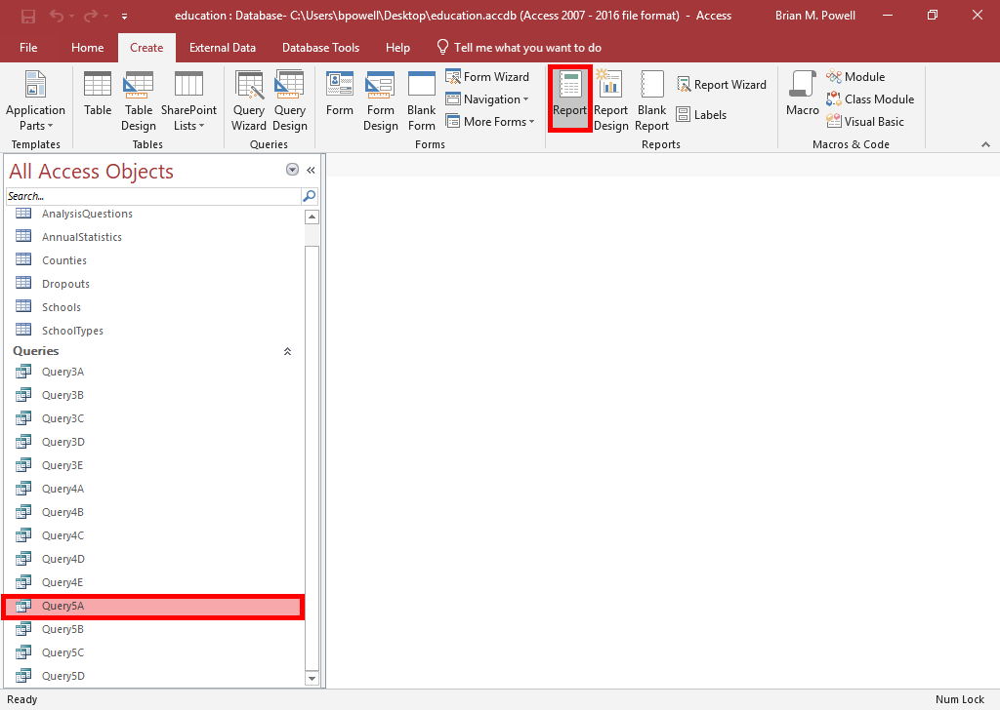 education : Database- C:\Users\bpowell\Desktop\education.accdb (Access 2007 - 2016 file format) - Access
Brian M. Powell
File Home Create External Data Database Tools Help Tell me what you want to do
Application Parts
Templates
Table
Table Design
SharePoint Lists
Tables
Query Wizard
Query Design
Queries
Form
Form Design
Blank Form
Form Wizard
Navigation
More Forms
Forms
Report
Report Design
Blank Report
Report Wizard
Labels
Reports
Macro
Module
Class Module
Visual Basic
Macros & Code
All Access Objects
Search...
AnalysisQuestions
AnnualStatistics
Counties
Dropouts
Schools
SchoolTypes
Queries
Query3A
Query3B
Query3C
Query3D
Query3E
Query4A
Query4B
Query4C
Query4D
Query4E
Query5A
Query5B
Query5C
Query5D
Ready
Num Lock